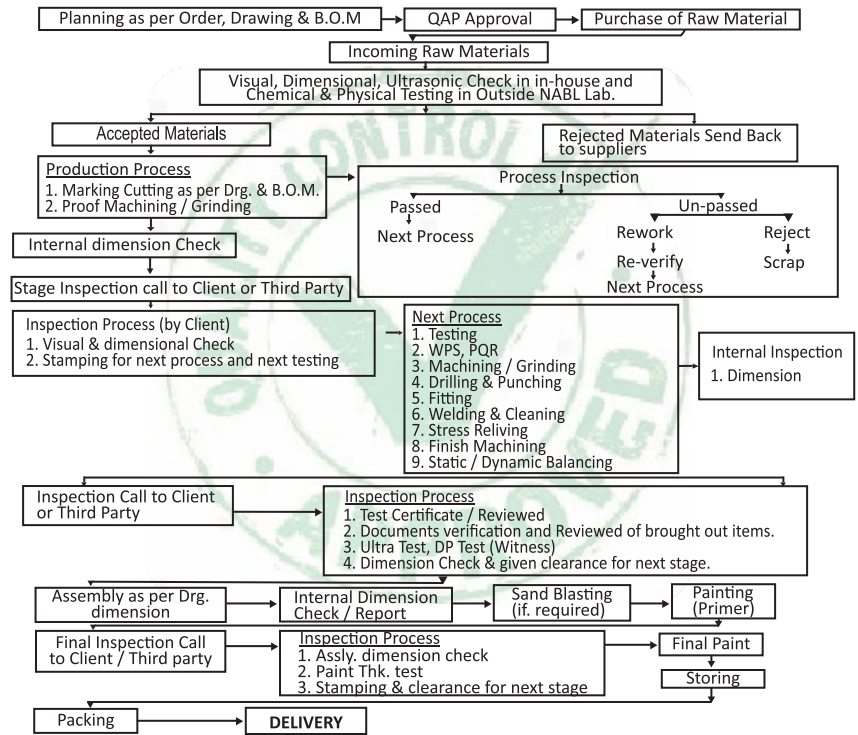 Planning as per Order, Drawing & B.O.M
QAP Approval
Purchase of Raw Material
Incoming Raw Materials
Visual, Dimensional, Ultrasonic Check in in-house and
Chemical & Physical Testing in Outside NABL Lab.
Accepted Materials
Rejected Materials Send Back
to suppliers
Production Process
1. Marking Cutting as per Drg. & B.O.M.
2. Proof Machining / Grinding
Process Inspection
Passed
Next Process
Un-passed
Rework
Re-verify
Next Process
Reject
Scrap
Internal dimension Check
Stage Inspection call to Client or Third Party
Inspection Process (by Client)
1. Visual & dimensional Check
2. Stamping for next process and next testing
Next Process
1. Testing
2. WPS, PQR
3. Machining / Grinding
4. Drilling & Punching
5. Fitting
6. Welding & Cleaning
7. Stress Reliving
8. Finish Machining
9. Static / Dynamic Balancing
Internal Inspection
1. Dimension
Inspection Call to Client
or Third Party
Inspection Process
1. Test Certificate / Reviewed
2. Documents verification and Reviewed of brought out items.
3. Ultra Test, DP Test (Witness)
4. Dimension Check & given clearance for next stage.
Assembly as per Drg.
dimension
Internal Dimension
Check / Report
Sand Blasting
(if. required)
Painting
(Primer)
Final Inspection Call
to Client / Third party
Inspection Process
1. Assly. dimension check
2. Paint Thk. test
3. Stamping & clearance for next stage
Final Paint
Storing
Packing
DELIVERY
QUALITY CONTROL
APPROVED